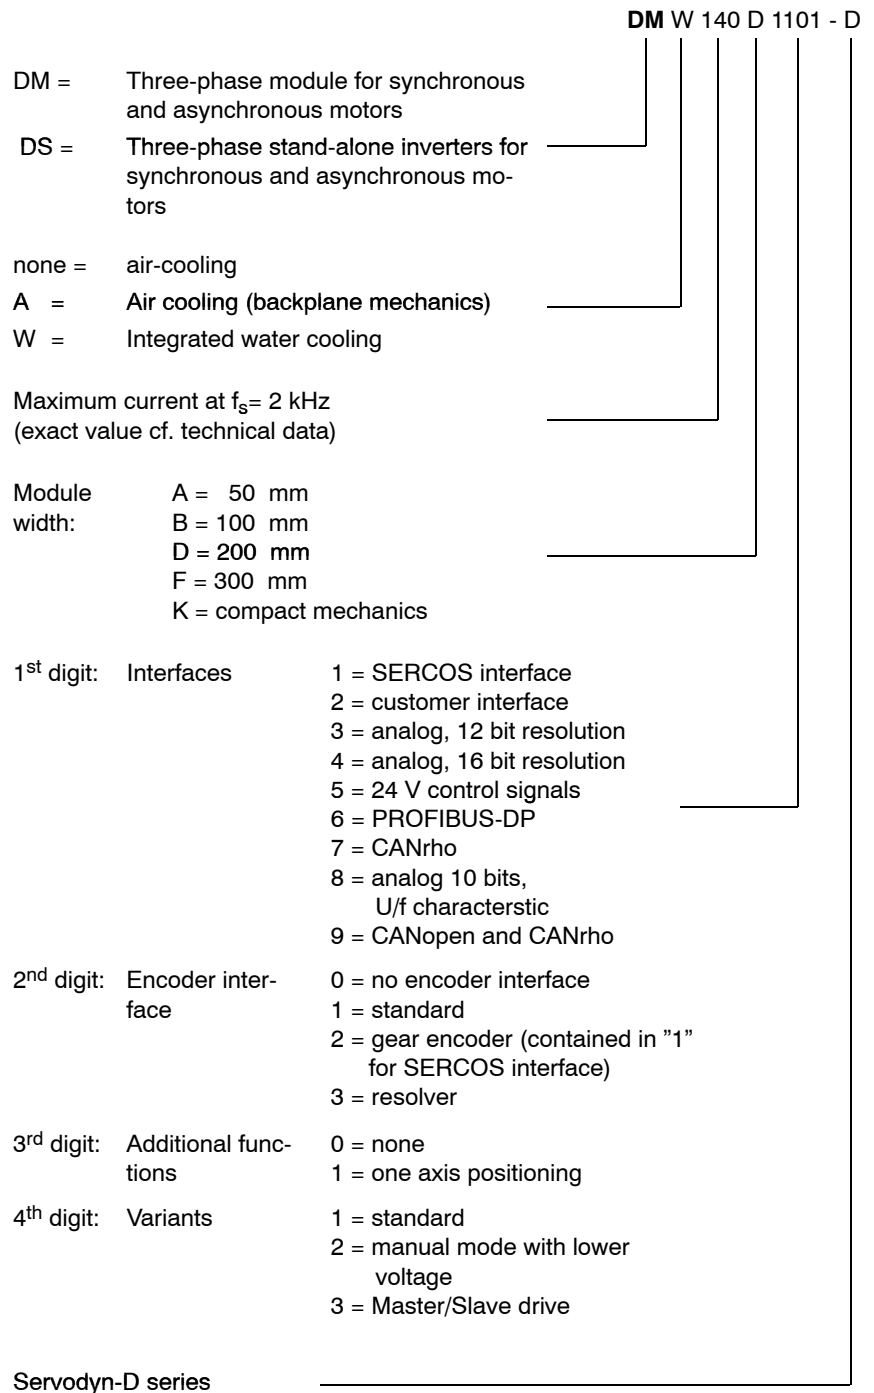 DM W 140 D 1101 - D
DM = Three-phase module for synchronous
and asynchronous motors
DS = Three-phase stand-alone inverters for
synchronous and asynchronous mo-
tors
none = air-cooling
A = Air cooling (backplane mechanics)
W = Integrated water cooling
Maximum current at fs= 2 kHz
(exact value cf. technical data)
Module A = 50 mm
width: B = 100 mm
D = 200 mm
F = 300 mm
K = compact mechanics
1st digit: Interfaces 1 = SERCOS interface
2 = customer interface
3 = analog, 12 bit resolution
4 = analog, 16 bit resolution
5 = 24 V control signals
6 = PROFIBUS-DP
7 = CANrho
8 = analog 10 bits,
U/f characterstic
9 = CANopen and CANrho
2nd digit: Encoder inter- 0 = no encoder interface
face 1 = standard
2 = gear encoder (contained in ”1”
for SERCOS interface)
3 = resolver
3rd digit: Additional func- 0 = none
tions 1 = one axis positioning
4th digit: Variants 1 = standard
2 = manual mode with lower
voltage
3 = Master/Slave drive
Servodyn-D series